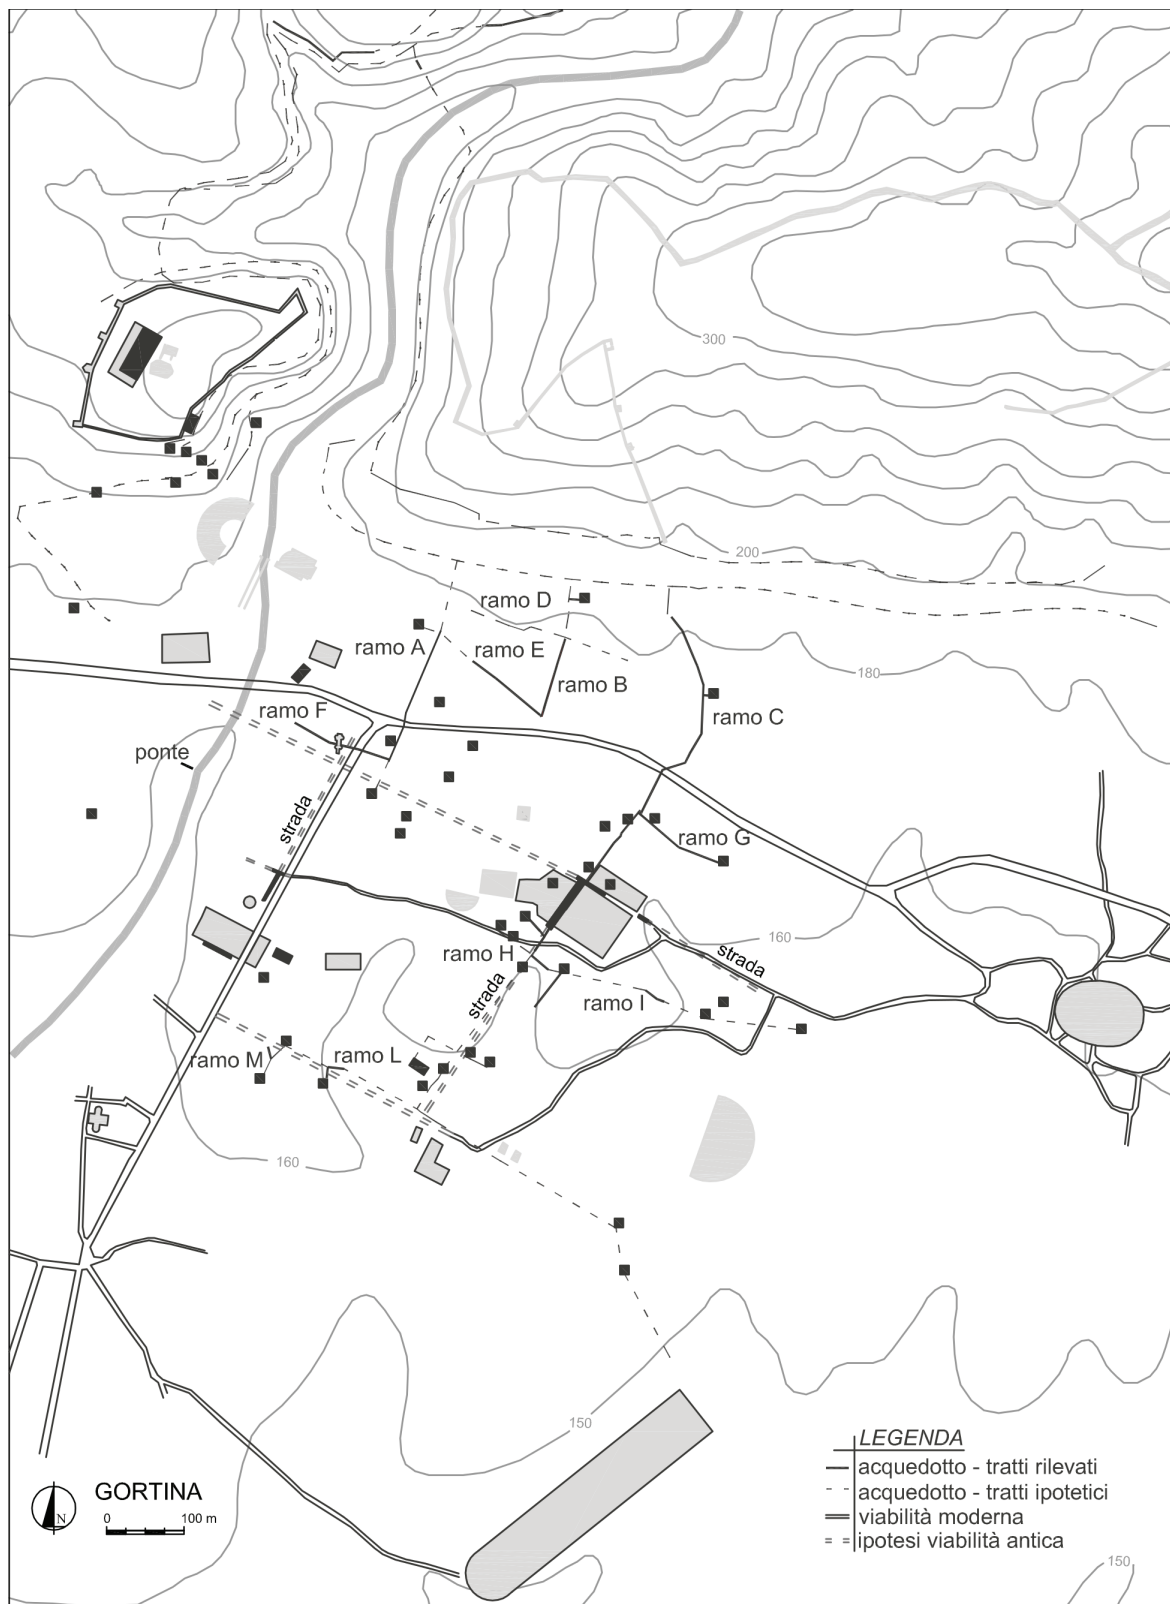 300
200
ramo D
ramo A
ramo E
180
ramo B
ramo F
ramo C
ponte
strada
ramo G
160
ramo H
strada
strada
ramo I
ramo M
ramo L
160
150
LEGENDA
acquedotto - tratti rilevati
acquedotto - tratti ipotetici
viabilità moderna
ipotesi viabilità antica
GORTINA
N
0 100 m
150